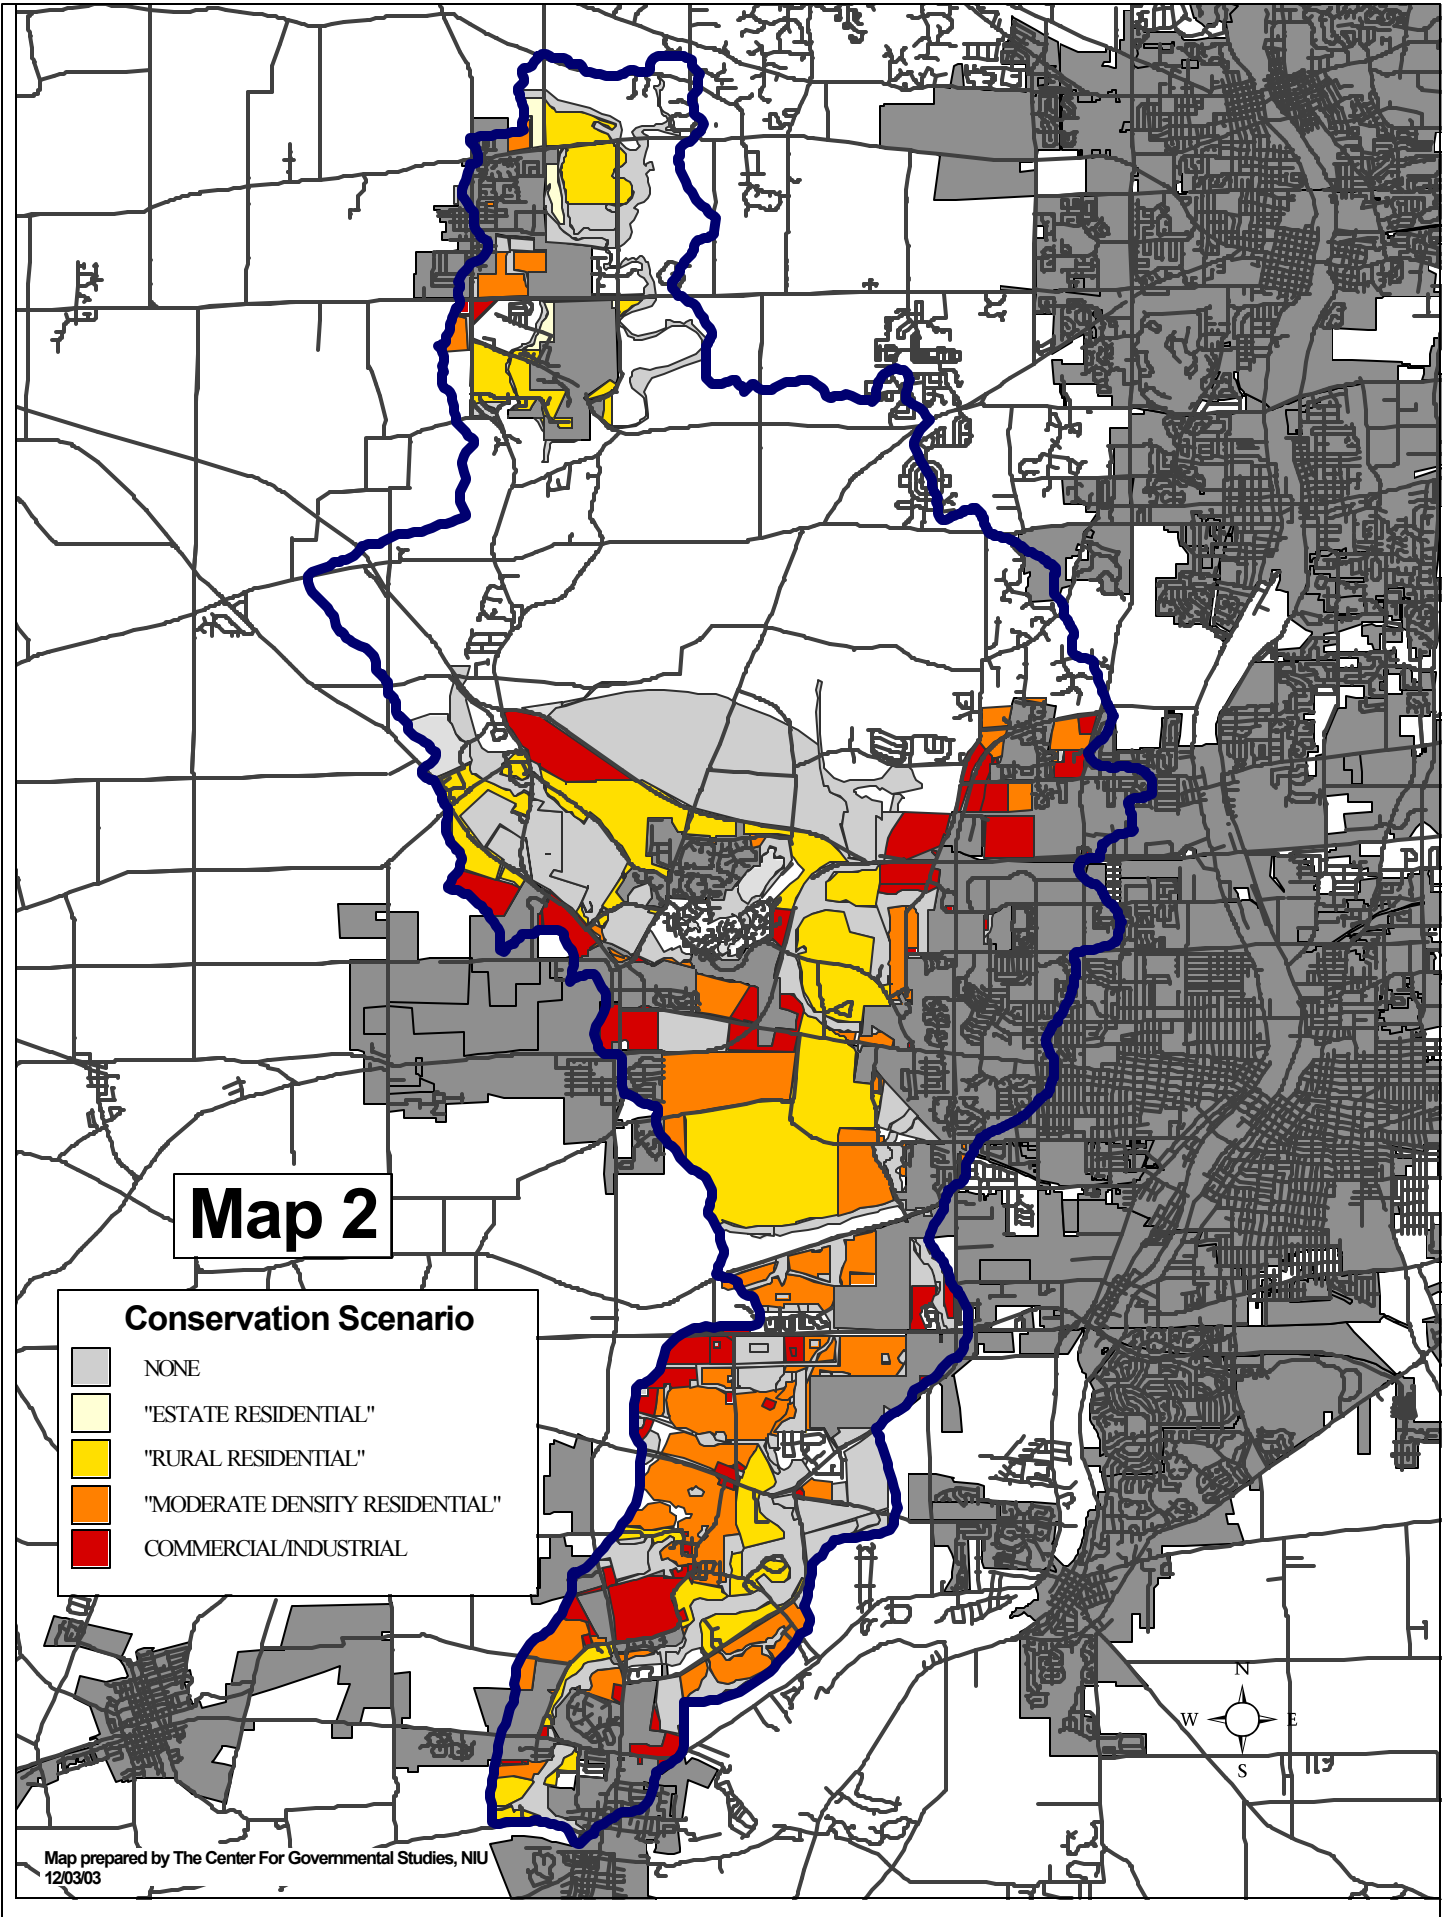 Map 2
Conservation Scenario
NONE
"ESTATE RESIDENTIAL"
"RURAL RESIDENTIAL"
"MODERATE DENSITY RESIDENTIAL"
COMMERCIAL/INDUSTRIAL
N
W E
S
Map prepared by The Center For Governmental Studies, NIU
12/03/03